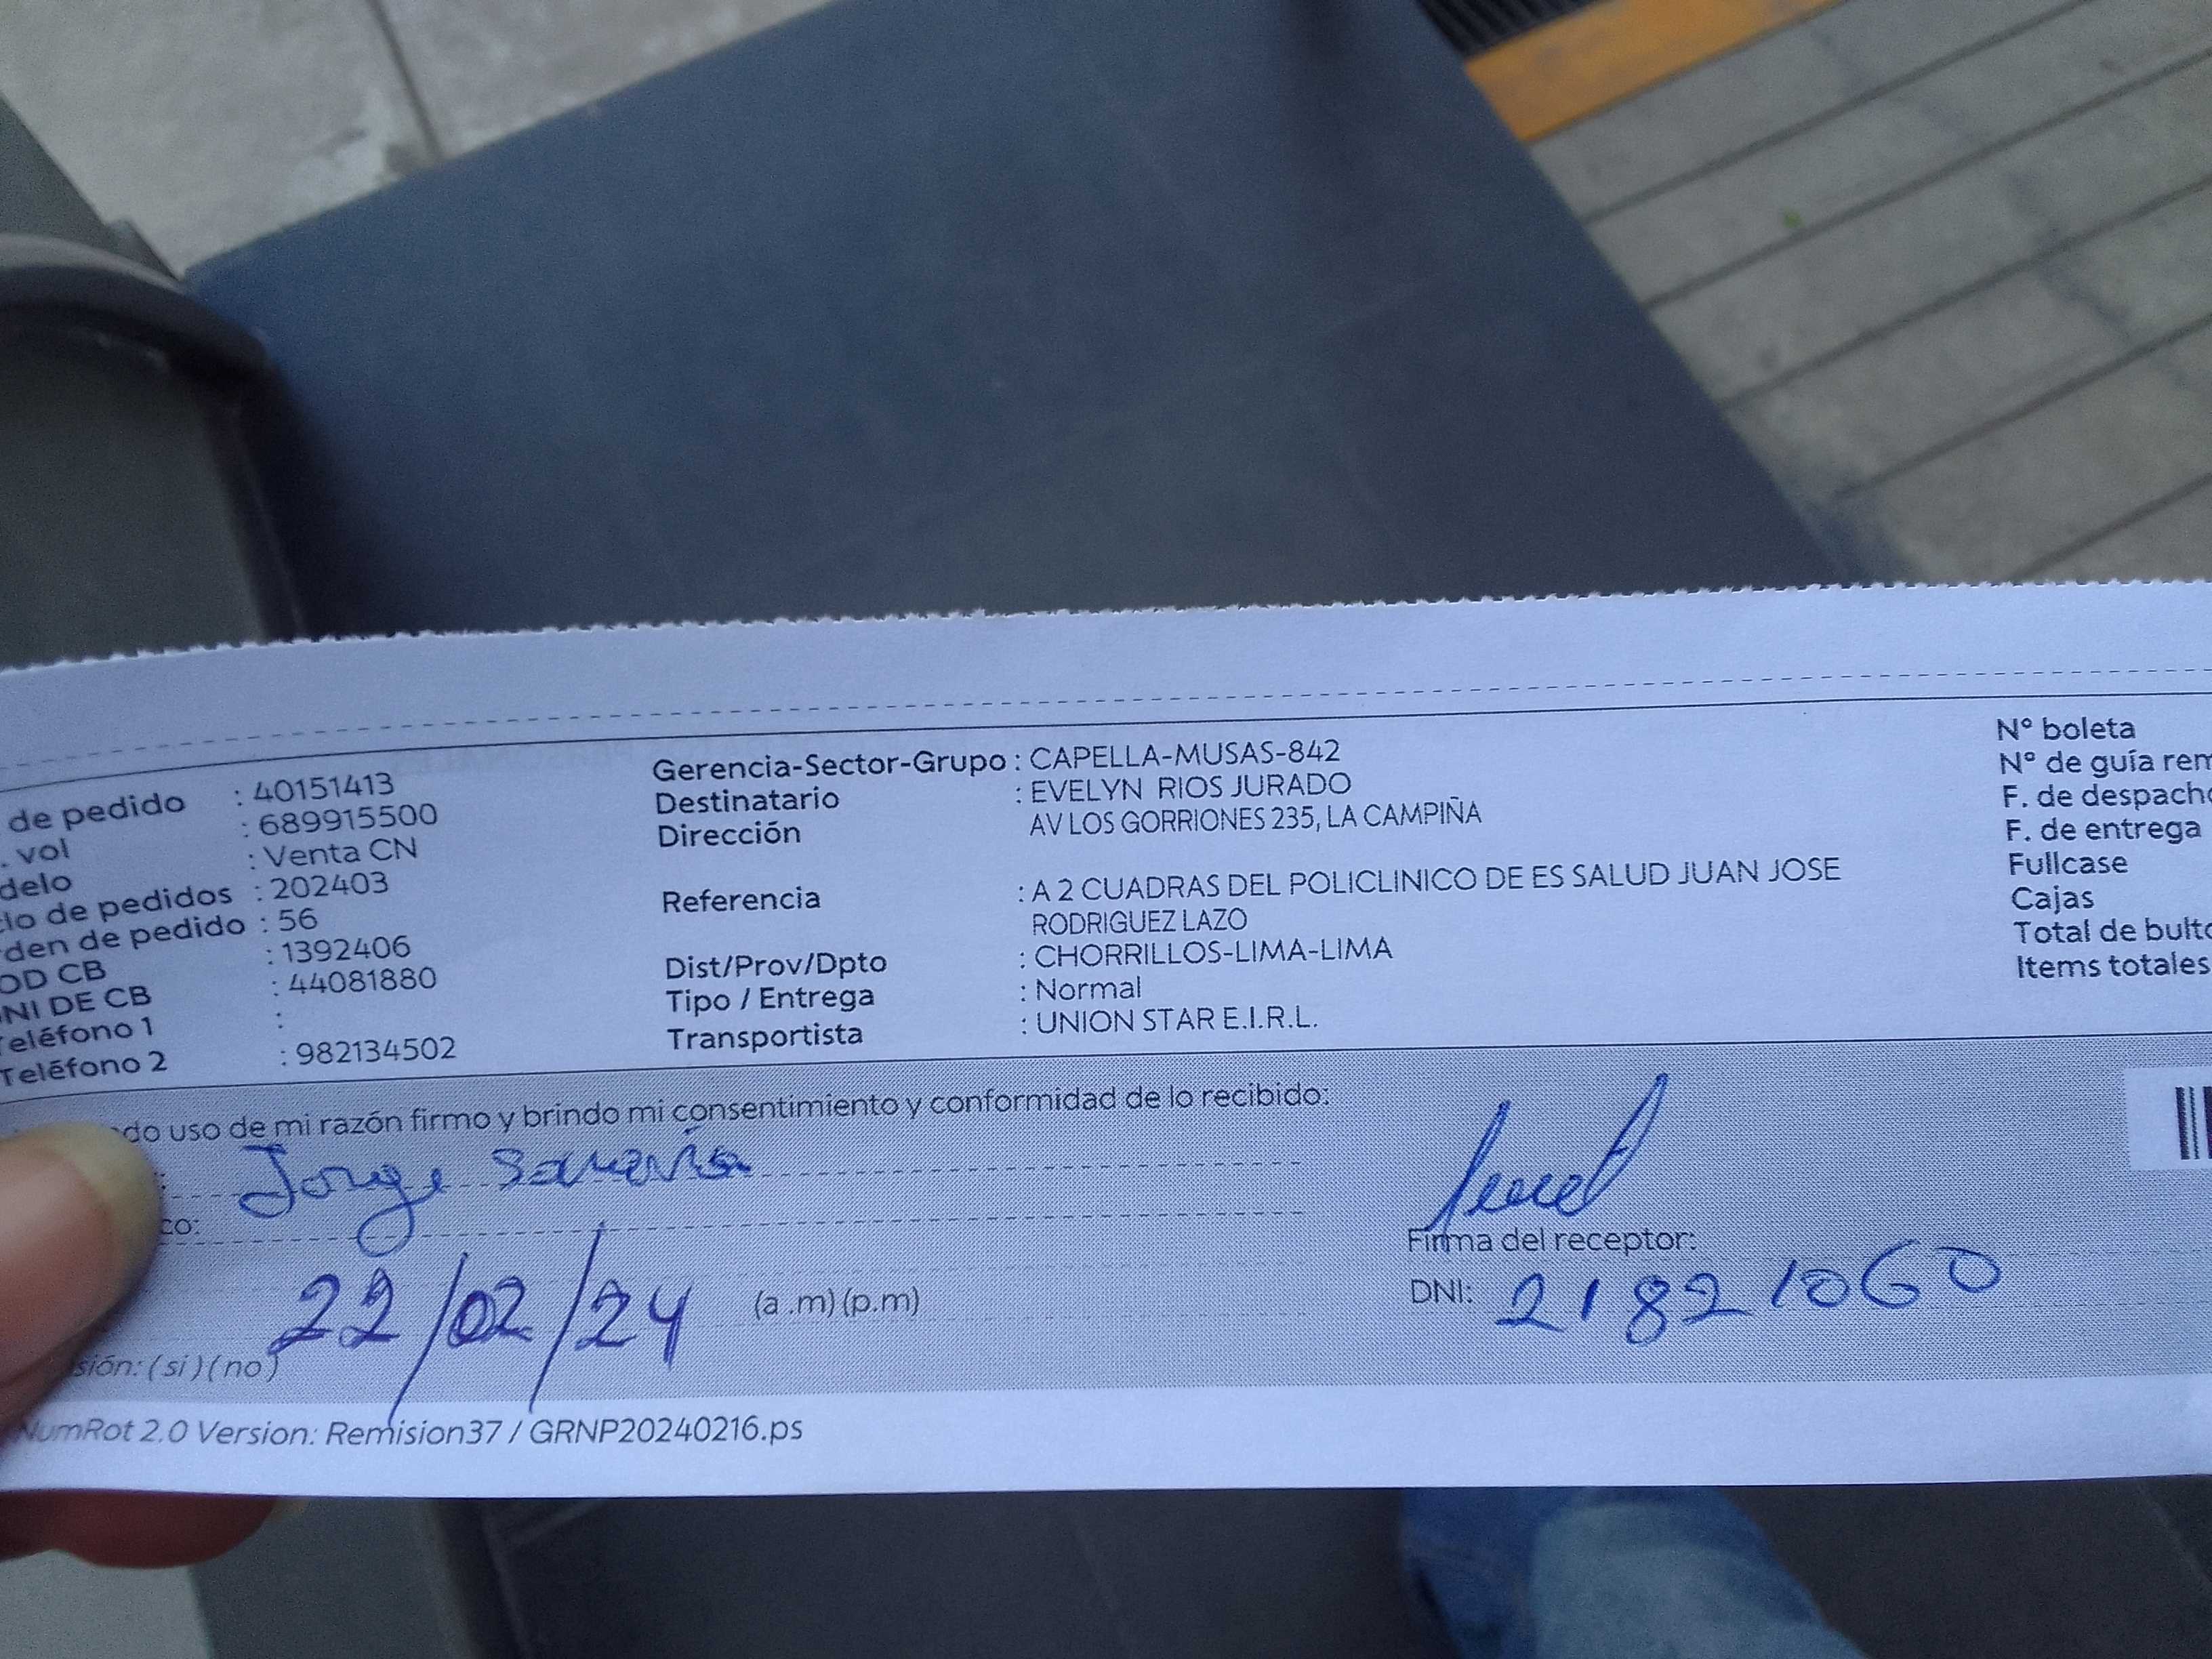 de pedido : 40151413
. vol : 689915500
delo : Venta CN
clo de pedidos : 202403
rden de pedido : 56
OD CB : 1392406
NI DE CB : 44081880
Teléfono 1 :
Teléfono 2 : 982134502
Gerencia-Sector-Grupo : CAPELLA-MUSAS-842
Destinatario : EVELYN RIOS JURADO
Dirección AV LOS GORRIONES 235, LA CAMPIÑA
Referencia : A 2 CUADRAS DEL POLICLINICO DE ES SALUD JUAN JOSE
RODRIGUEZ LAZO
Dist/Prov/Dpto : CHORRILLOS-LIMA-LIMA
Tipo / Entrega : Normal
Transportista : UNION STAR E.I.R.L.
N° boleta
N° de guía rem
F. de despacho
F. de entrega
Fullcase
Cajas
Total de bulto
Items totales
do uso de mi razón firmo y brindo mi consentimiento y conformidad de lo recibido:
: Jorge
co:
22/02/24 (a .m) (p.m)
sión: (si) (no)
Firma del receptor:
DNI: 21821060
NumRot 2.0 Version: Remision37 / GRNP20240216.ps